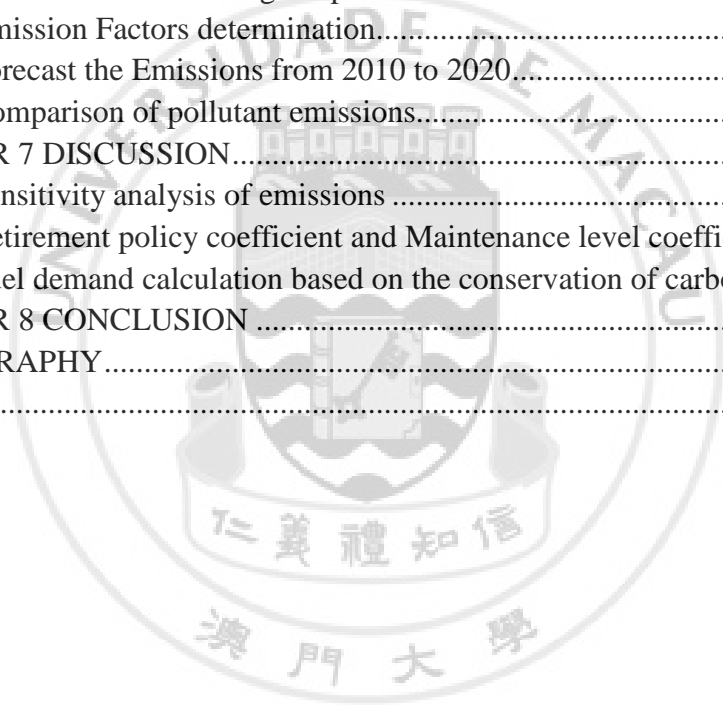 mission Factors determination.....................................................
orecast the Emissions from 2010 to 2020...................................
omparison of pollutant emissions...............................................
R 7 DISCUSSION......................................................................
nsitivity analysis of emissions ...................................................
etirement policy coefficient and Maintenance level coeffi
el demand calculation based on the conservation of carb
R 8 CONCLUSION ...................................................................
RAPHY.....................................................................................
..................................................................................................
UNIVERSIDADE DE MACAU
仁義禮知信
澳門大學